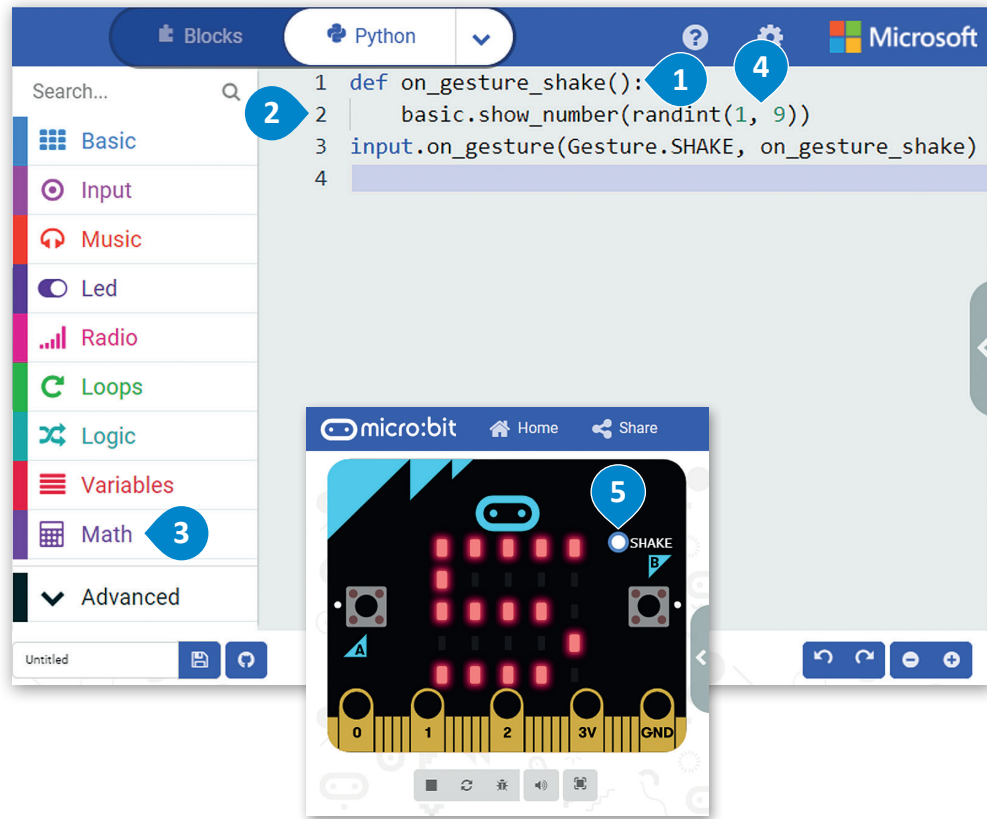 Blocks
Python
Microsoft
Search...
Basic
Input
Music
Led
Radio
Loops
Logic
Variables
Math
Advanced
Untitled
1 def on_gesture_shake():
2 basic.show_number(randint(1, 9))
3 input.on_gesture(Gesture.SHAKE, on_gesture_shake)
4
1
2
3
4
5
micro:bit
Home
Share
SHAKE
B
A
0 1 2 3V GND